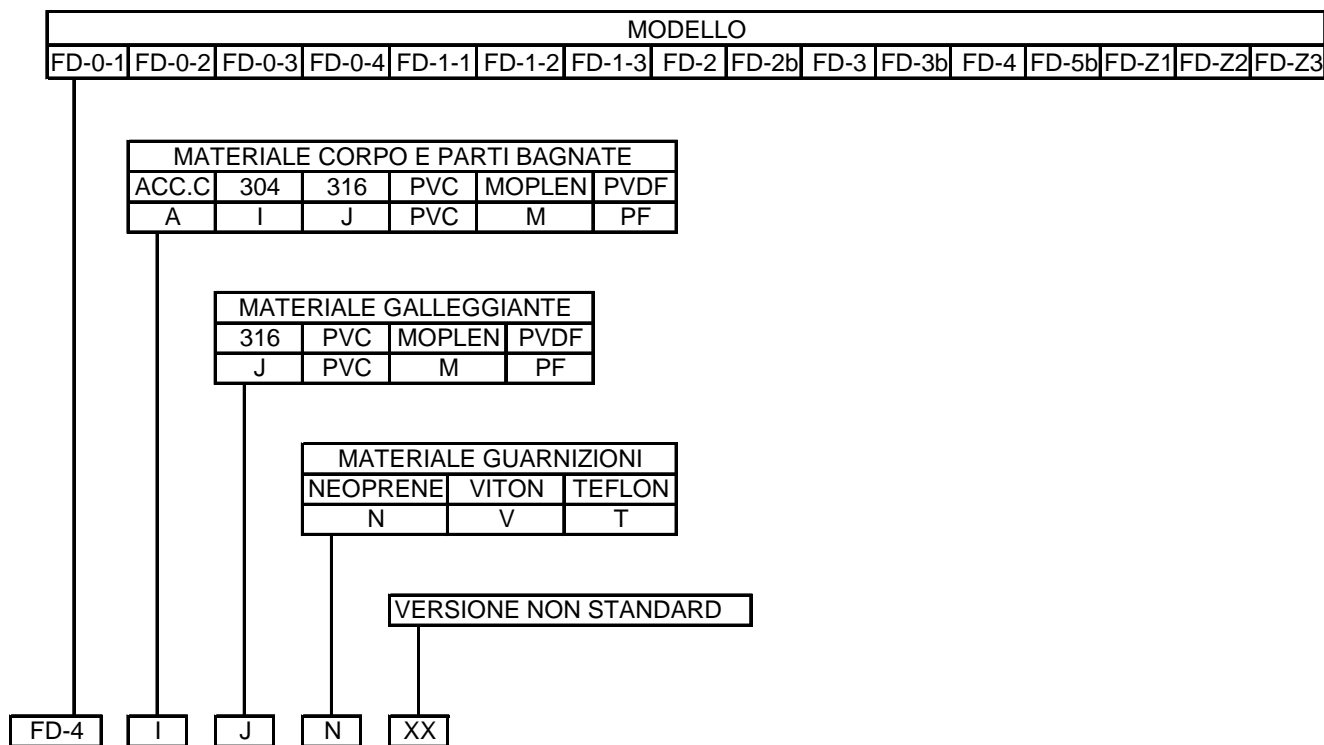 MODELLO
FD-0-1 FD-0-2 FD-0-3 FD-0-4 FD-1-1 FD-1-2 FD-1-3 FD-2 FD-2b FD-3 FD-3b FD-4 FD-5b FD-Z1 FD-Z2 FD-Z3
MATERIALE CORPO E PARTI BAGNATE
ACC.C 304 316 PVC MOPLEN PVDF
A I J PVC M PF
MATERIALE GALLEGGIANTE
316 PVC MOPLEN PVDF
J PVC M PF
MATERIALE GUARNIZIONI
NEOPRENE VITON TEFLON
N V T
VERSIONE NON STANDARD
FD-4 I J N XX